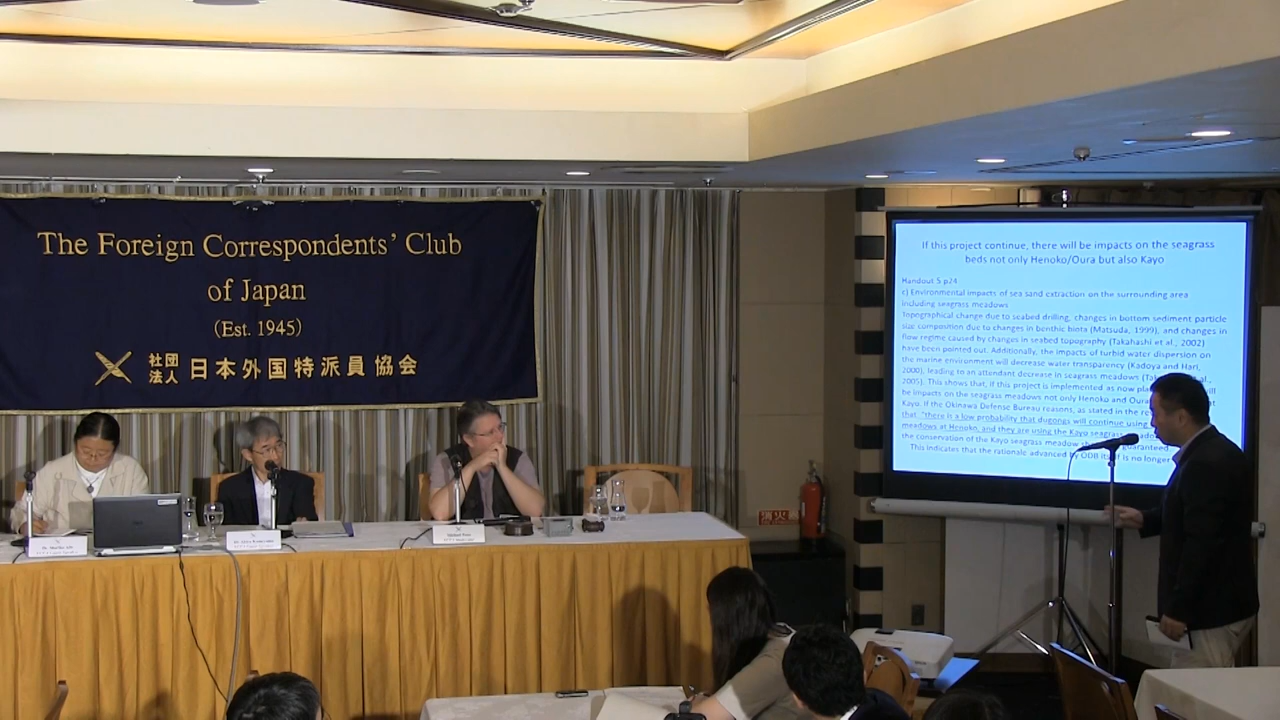 The Foreign Correspondents' Club
of Japan
(Est. 1945)
社団
法人 日本外国特派員協会
If this project continue, there will be impacts on the seagrass
beds not only Henoko/Oura but also Kayo
Handout 5 p24
c) Environmental impacts of sea sand extraction on the surrounding area
including seagrass meadows
Topographical change due to seabed drilling, changes in bottom sediment particle
size composition due to changes in benthic biota (Matsuda, 1999), and changes in
flow regime caused by changes in seabed topography (Takahashi et al., 2002)
have been pointed out. Additionally, the impacts of turbid water dispersion on
the marine environment will decrease water transparency (Kadoya and Hari,
2000), leading to an attendant decrease in seagrass meadows
2005). This shows that, if this project is implemented as now
be impacts on the seagrass meadows not only Henoko and
Kayo. If the Okinawa Defense Bureau reasons, as stated in the
that "there is a low probability that dugongs will continue using
meadows at Henoko, and they are using the Kayo
the conservation of the Kayo seagrass meadow guaranteed.
This indicates that the rationale advanced by ODB is no longer
消火